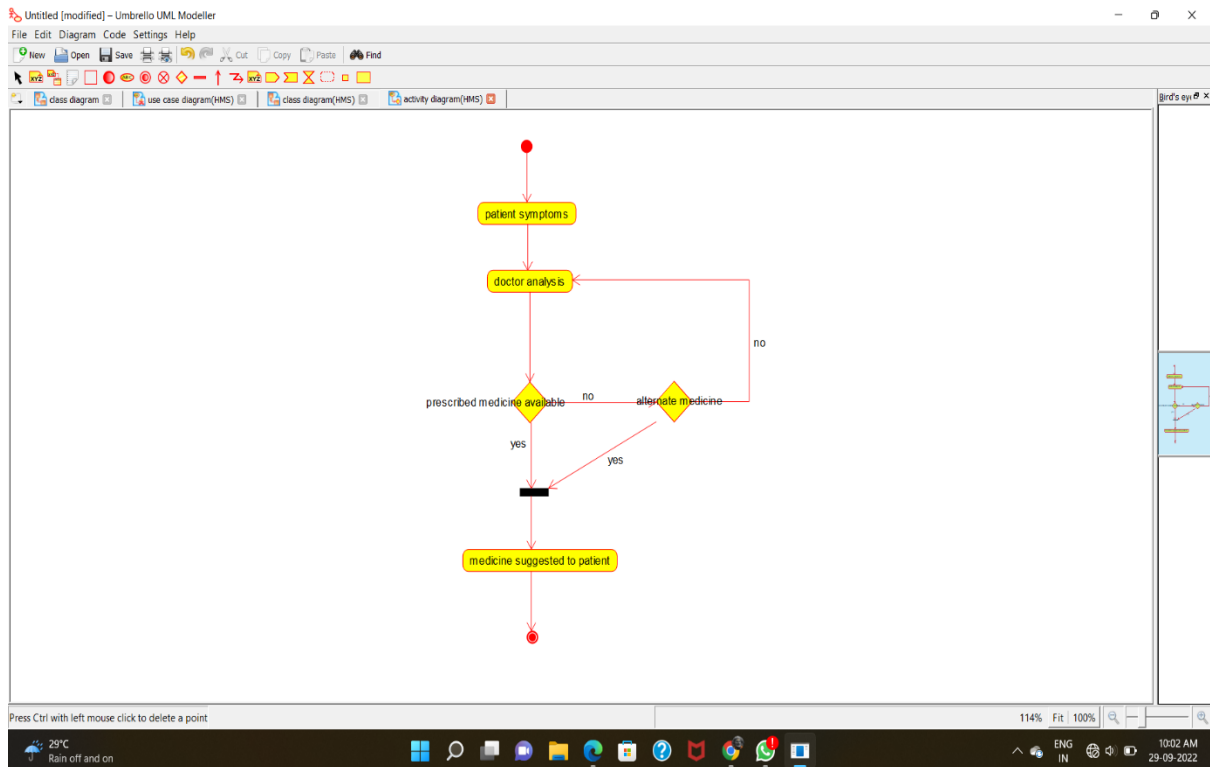 Untitled [modified] – Umbrello UML Modeller
File Edit Diagram Code Settings Help
New Open Save Cut Copy Paste Find
class diagram use case diagram(HMS) class diagram(HMS) activity diagram(HMS)
Bird's eye
patient symptoms
doctor analysis
no
prescribed medicine available no alternate medicine
yes
yes
medicine suggested to patient
Press Ctrl with left mouse click to delete a point
114% Fit 100%
29°C
Rain off and on
ENG
IN
10:02 AM
29-09-2022